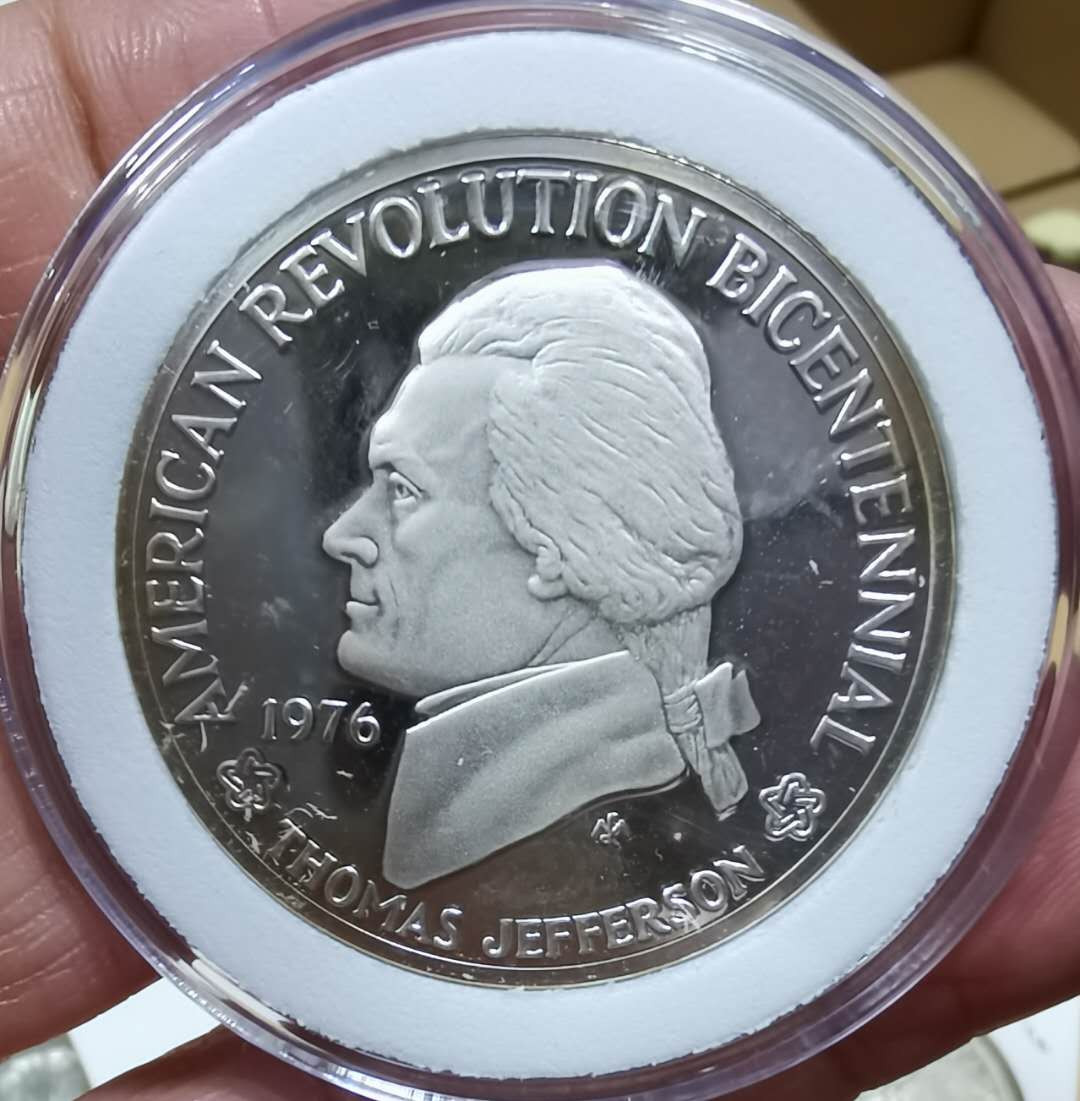 AMERICAN REVOLUTION BICENTENNIAL
1976
THOMAS JEFFERSON